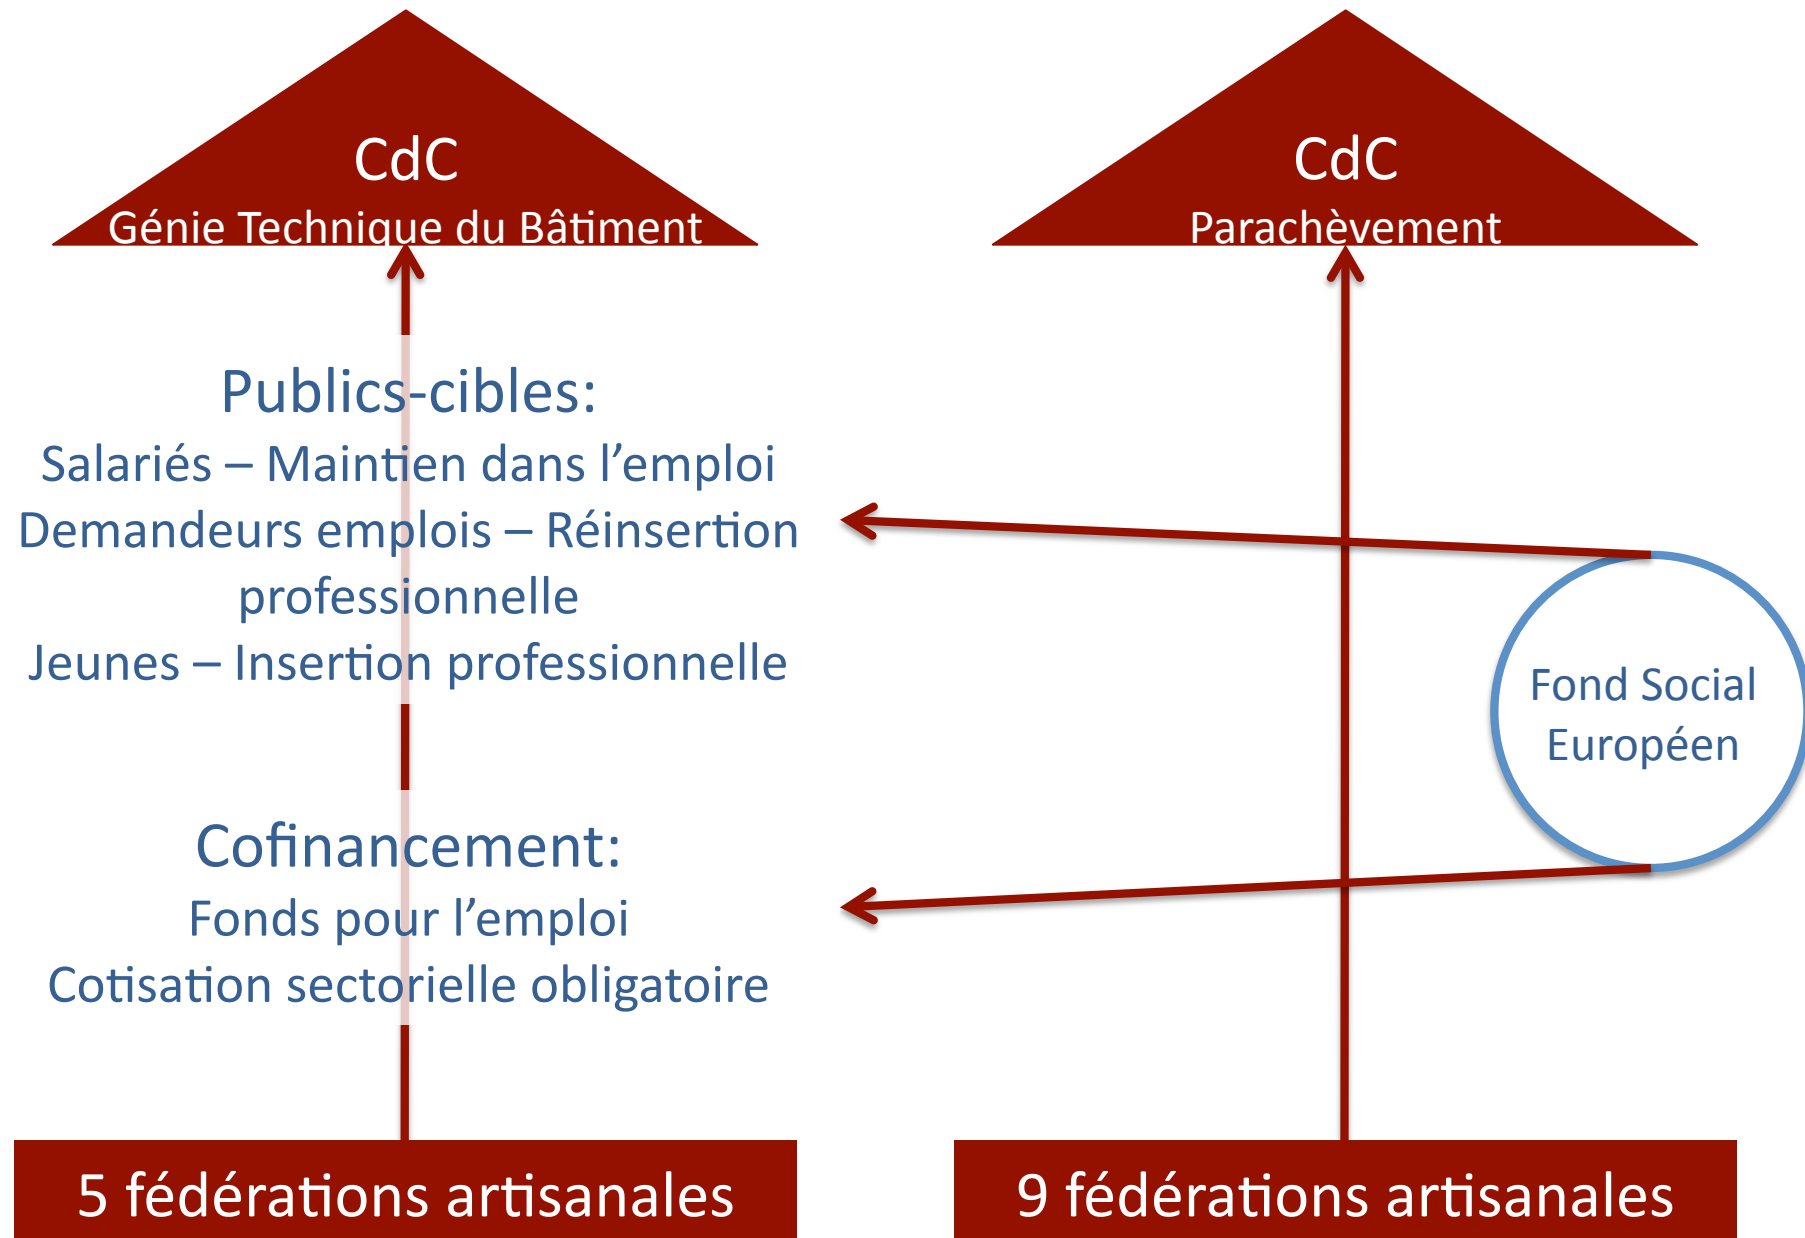 CdC
Génie Technique du Bâtiment
CdC
Parachèvement
Publics-cibles:
Salariés – Maintien dans l’emploi
Demandeurs emplois – Réinsertion
professionnelle
Jeunes – Insertion professionnelle
Fond Social
Européen
Cofinancement:
Fonds pour l’emploi
Cotisation sectorielle obligatoire
5 fédérations artisanales
9 fédérations artisanales